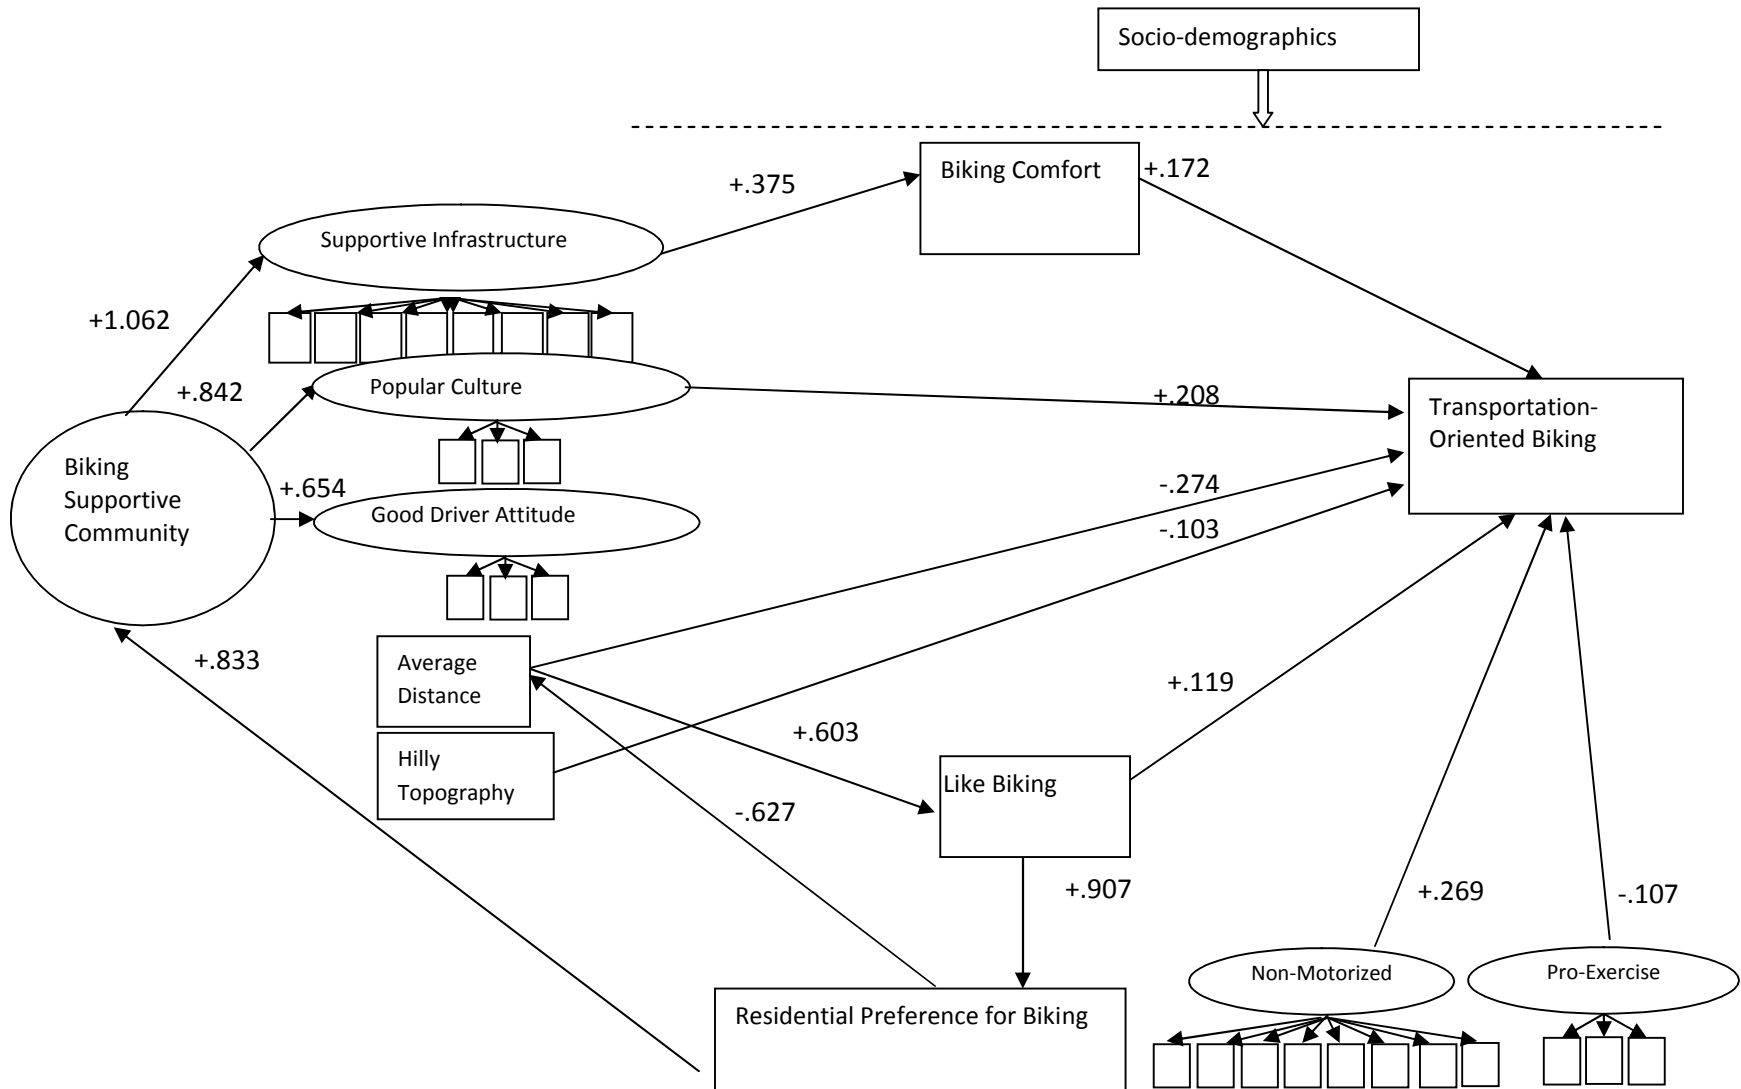 Socio-demographics
Biking Comfort
+.172
+.375
Supportive Infrastructure
+1.062
+.842
Popular Culture
+.208
Transportation-
Oriented Biking
Biking
Supportive
Community
+.654
Good Driver Attitude
-.274
-.103
+.833
Average
Distance
+.119
+.603
Hilly
Topography
Like Biking
-.627
+.907
+.269
-.107
Non-Motorized
Pro-Exercise
Residential Preference for Biking